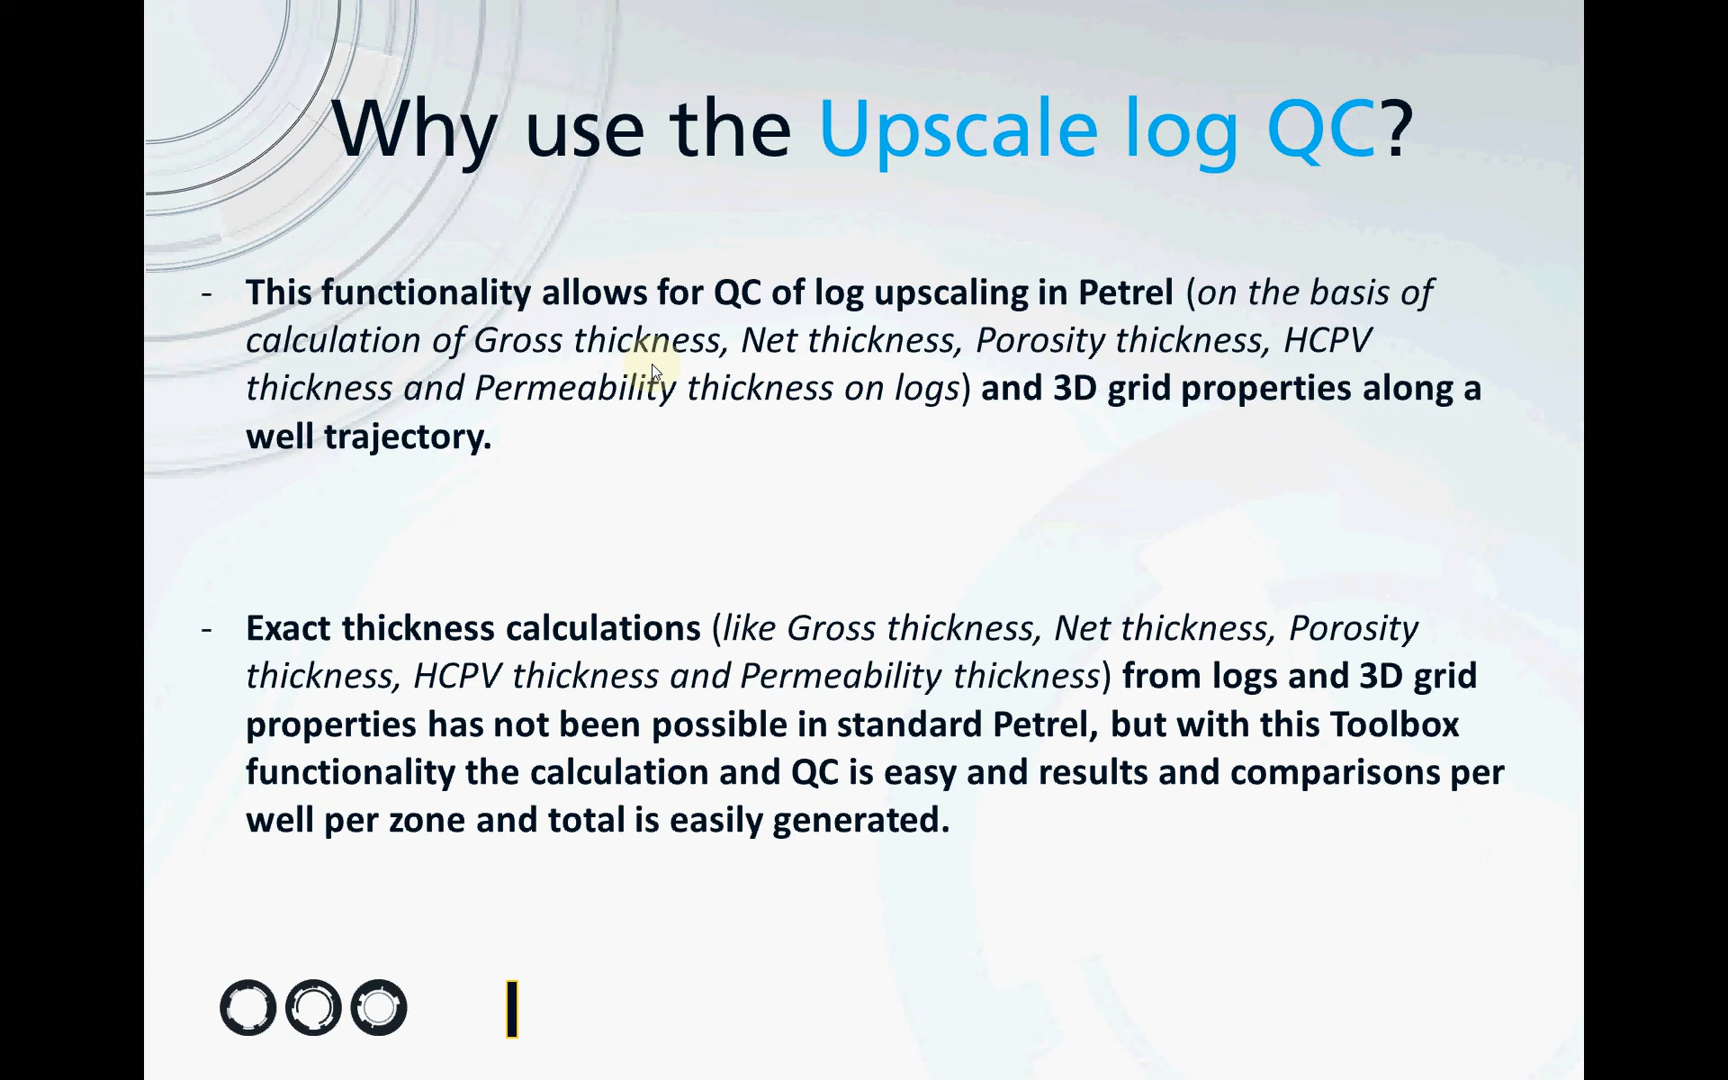 Why use the Upscale log QC?
- This functionality allows for QC of log upscaling in Petrel (on the basis of
calculation of Gross thickness, Net thickness, Porosity thickness, HCPV
thickness and Permeability thickness on logs) and 3D grid properties along a
well trajectory.
- Exact thickness calculations (like Gross thickness, Net thickness, Porosity
thickness, HCPV thickness and Permeability thickness) from logs and 3D grid
properties has not been possible in standard Petrel, but with this Toolbox
functionality the calculation and QC is easy and results and comparisons per
well per zone and total is easily generated.